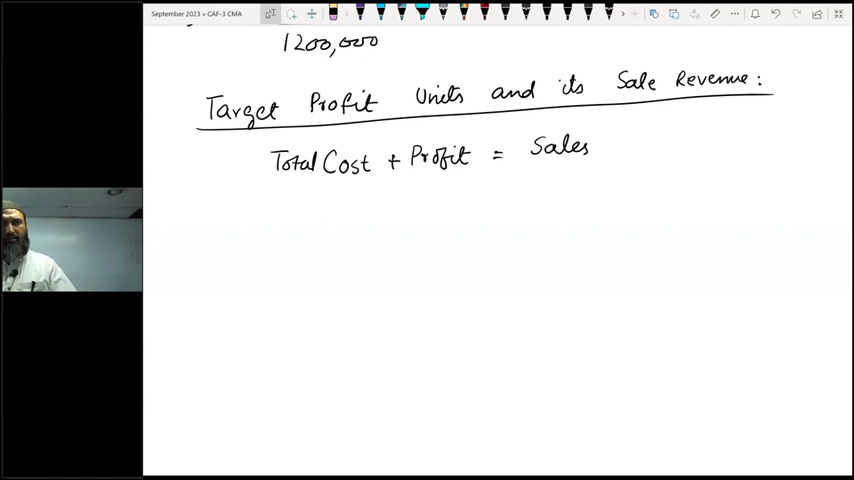 September 2023 » CAF-3 CMA
1200,000
Target Profit Units and its Sale Revenue:
Total Cost + Profit = Sales